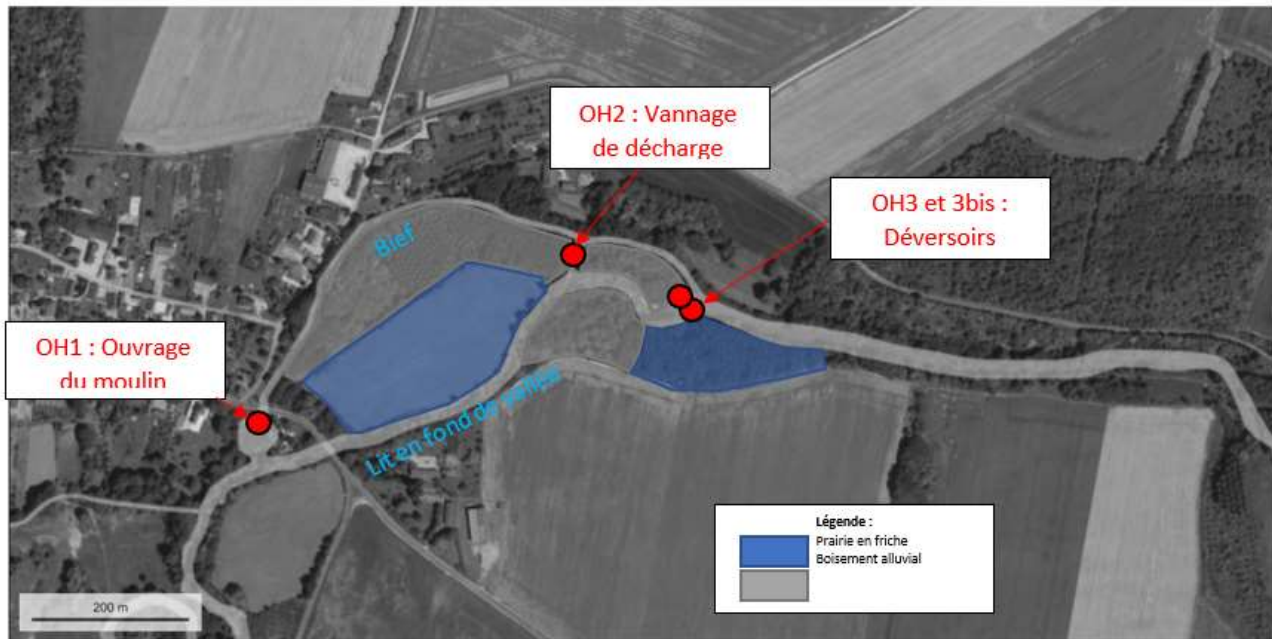 OH2 : Vannage
de décharge
OH3 et 3bis :
Déversoirs
Bief
OH1 : Ouvrage
du moulin
Lit en fond de vallée
Légende :
Prairie en friche
Boisement alluvial
200 m